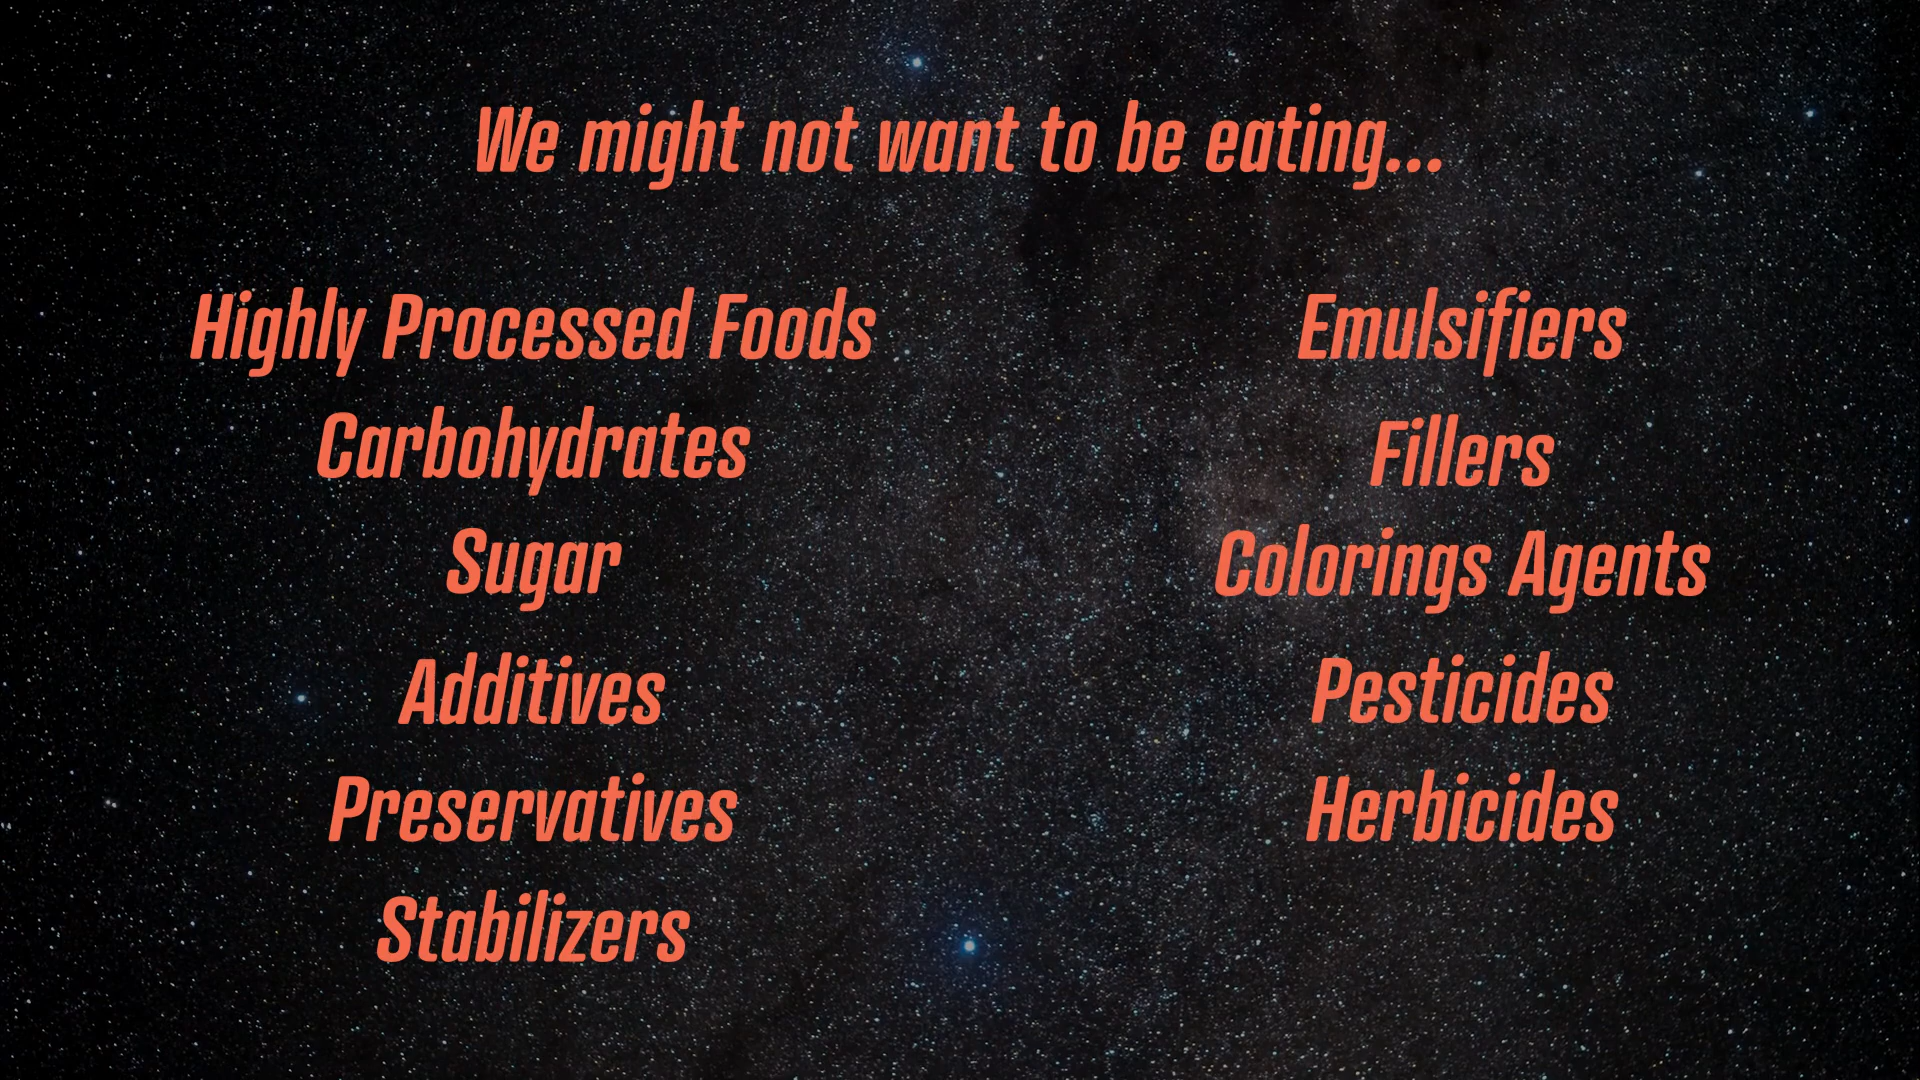 We might not want to be eating...
Highly Processed Foods
Carbohydrates
Sugar
Additives
Preservatives
Stabilizers
Emulsifiers
Fillers
Colorings Agents
Pesticides
Herbicides